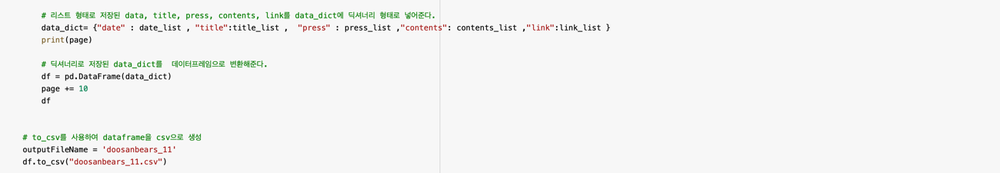 # 리스트 형태로 저장된 data, title, press, contents, link를 data_dict에 딕셔너리 형태로 넣어준다.
data_dict= {"date" : date_list , "title":title_list ,  "press" : press_list ,"contents": contents_list ,"link":link_list }
print(page)
# 딕셔너리로 저장된 data_dict를  데이터프레임으로 변환해준다.
df = pd.DataFrame(data_dict)
page += 10
df
# to_csv를 사용하여 dataframe을 csv으로 생성
outputFileName = 'doosanbears_11'
df.to_csv("doosanbears_11.csv")